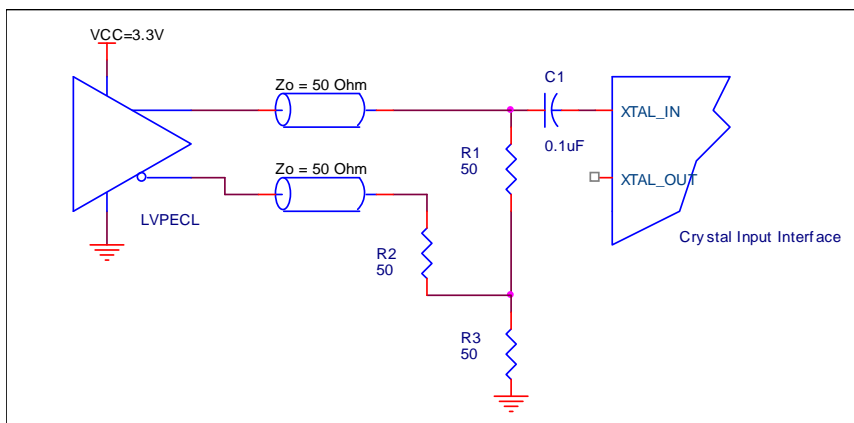 VCC=3.3V
Zo = 50 Ohm
C1
XTAL_IN
0.1uF
R1
50
Zo = 50 Ohm
XTAL_OUT
LVPECL
Crystal Input Interface
R2
50
R3
50